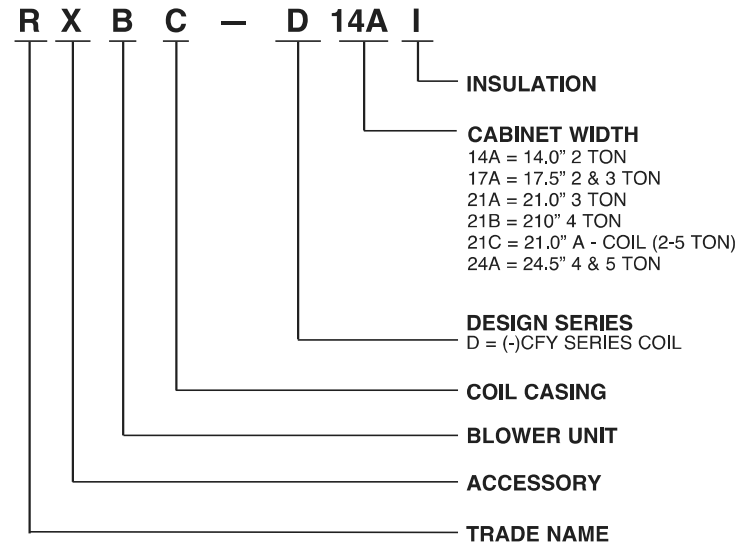 R X B C – D 14A I
INSULATION
CABINET WIDTH
14A = 14.0" 2 TON
17A = 17.5" 2 & 3 TON
21A = 21.0" 3 TON
21B = 210" 4 TON
21C = 21.0" A - COIL (2-5 TON)
24A = 24.5" 4 & 5 TON
DESIGN SERIES
D = (-)CFY SERIES COIL
COIL CASING
BLOWER UNIT
ACCESSORY
TRADE NAME